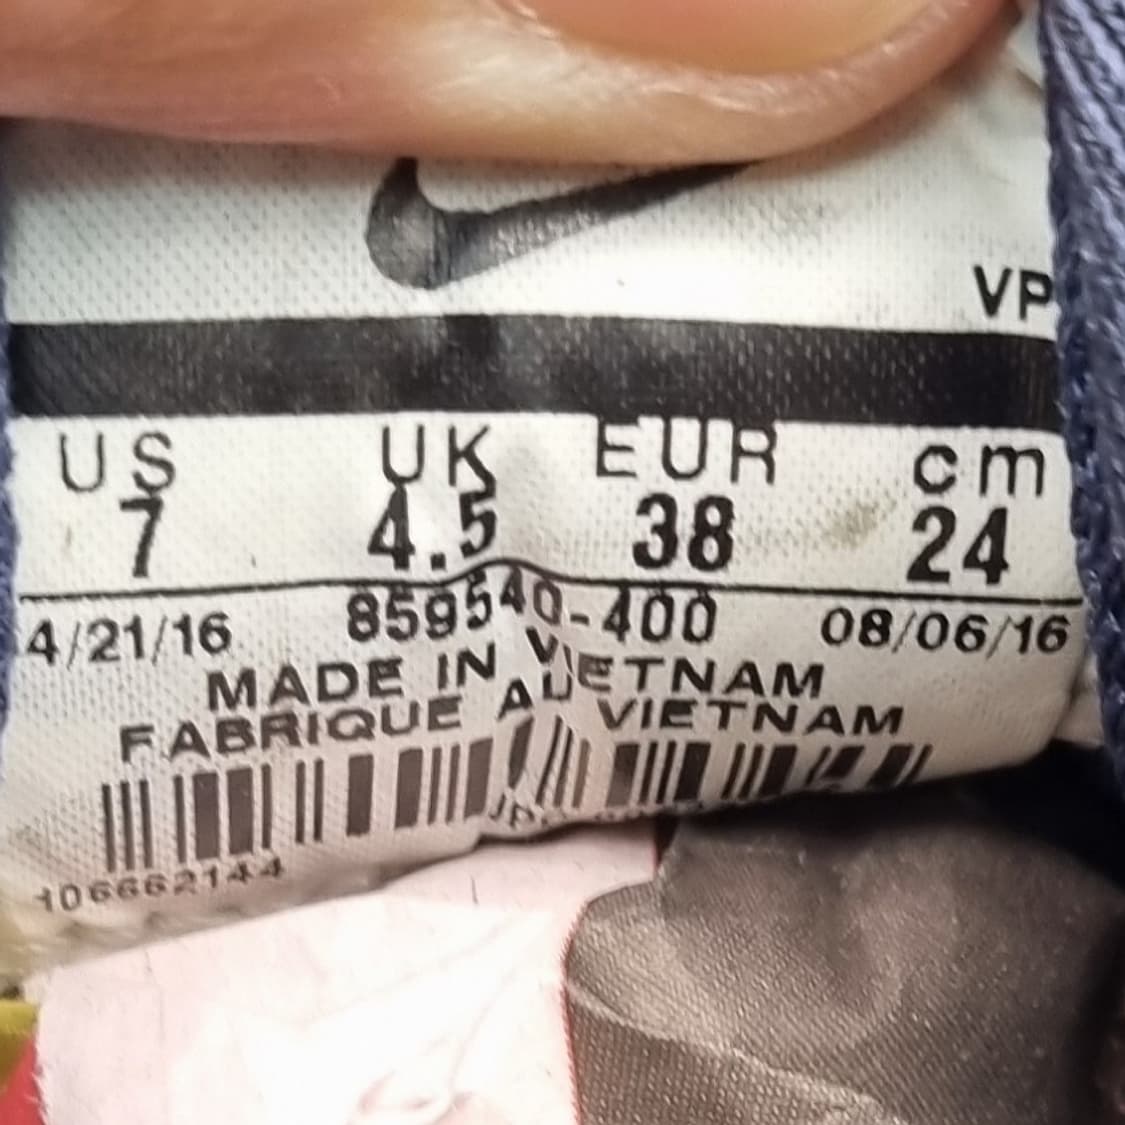 VP
US UK EUR cm
7 4.5 38 24
4/21/16 859540-400 08/06/16
MADE IN VIETNAM
FABRIQUE AU VIETNAM
106662144